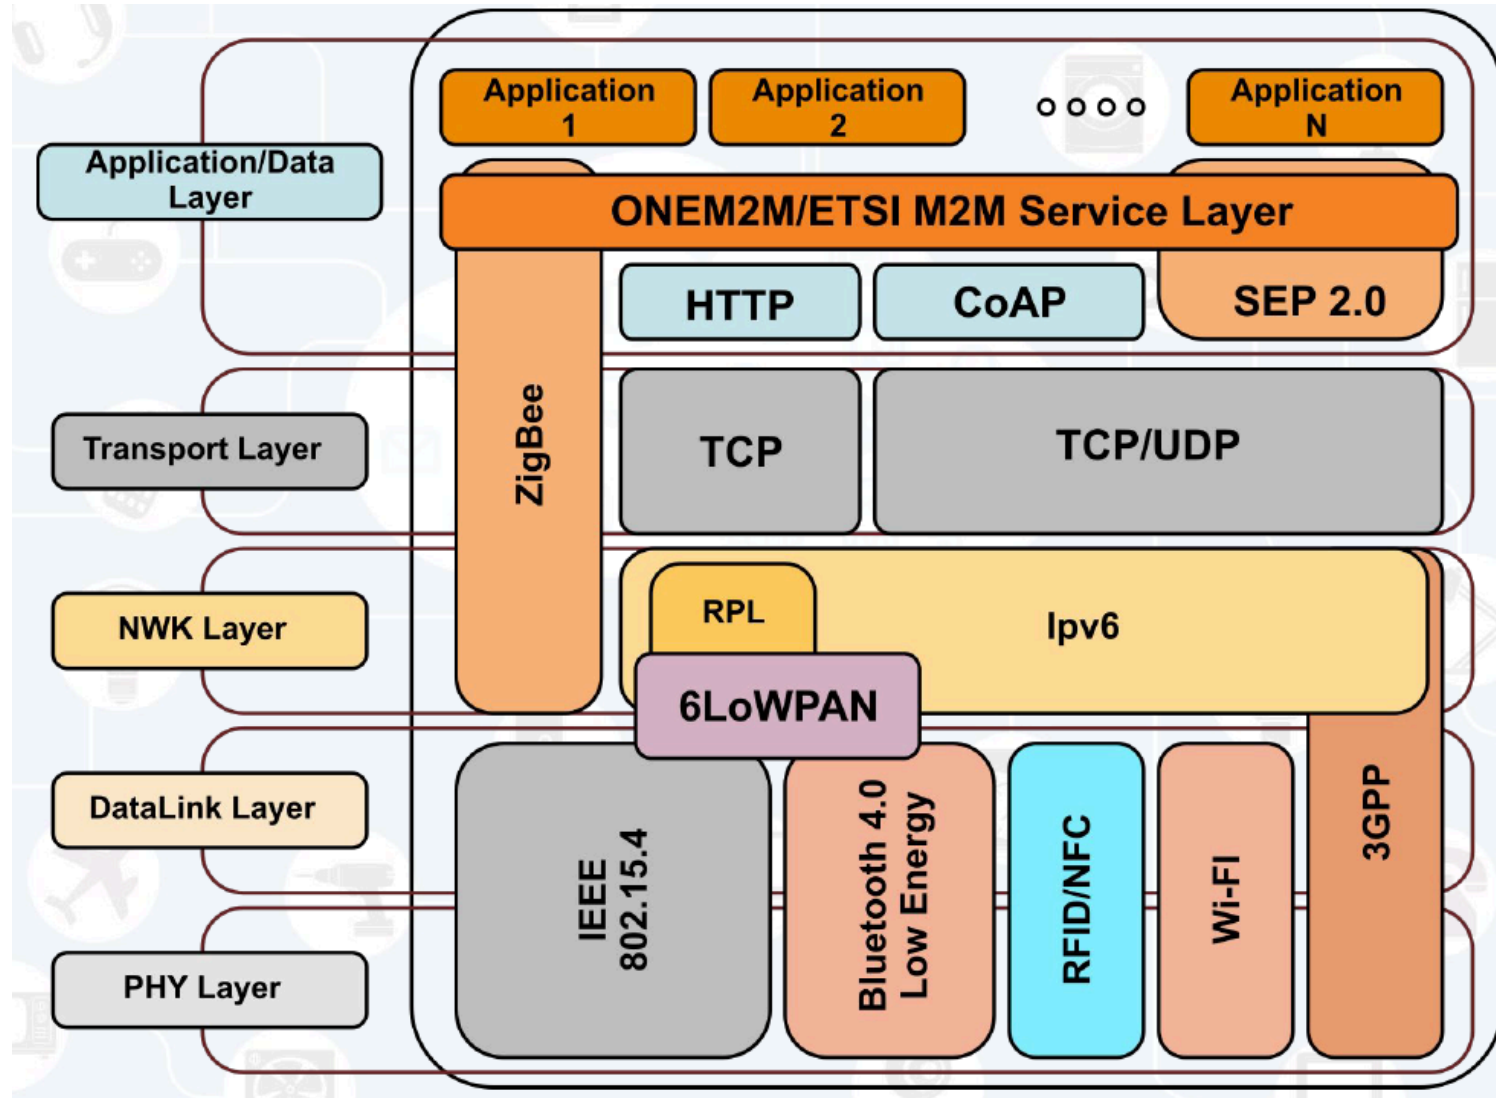 Application
1
Application
2
Application
N
Application/Data
Layer
ONEM2M/ETSI M2M Service Layer
HTTP
CoAP
SEP 2.0
ZigBee
Transport Layer
TCP
TCP/UDP
NWK Layer
RPL
Ipv6
6LoWPAN
DataLink Layer
IEEE
802.15.4
Bluetooth 4.0
Low Energy
RFID/NFC
Wi-FI
3GPP
PHY Layer